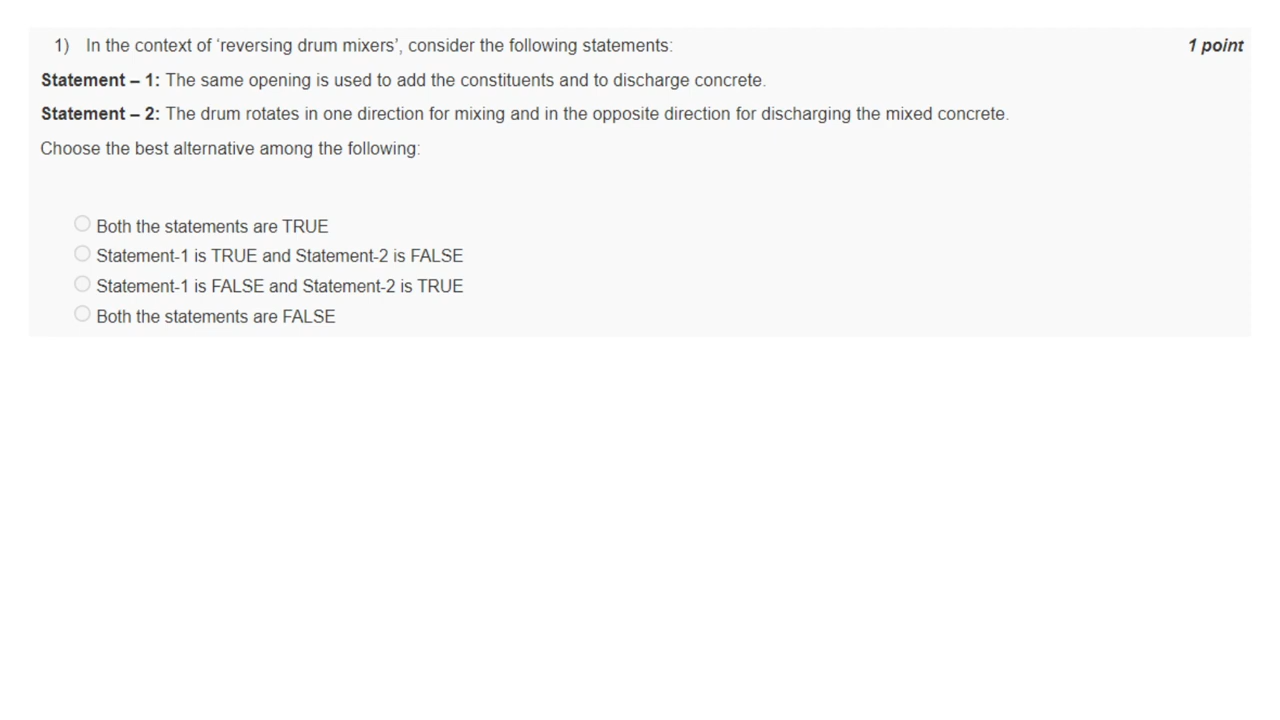 1) In the context of ‘reversing drum mixers’, consider the following statements: 1 point
Statement – 1: The same opening is used to add the constituents and to discharge concrete.
Statement – 2: The drum rotates in one direction for mixing and in the opposite direction for discharging the mixed concrete.
Choose the best alternative among the following:
Both the statements are TRUE
Statement-1 is TRUE and Statement-2 is FALSE
Statement-1 is FALSE and Statement-2 is TRUE
Both the statements are FALSE